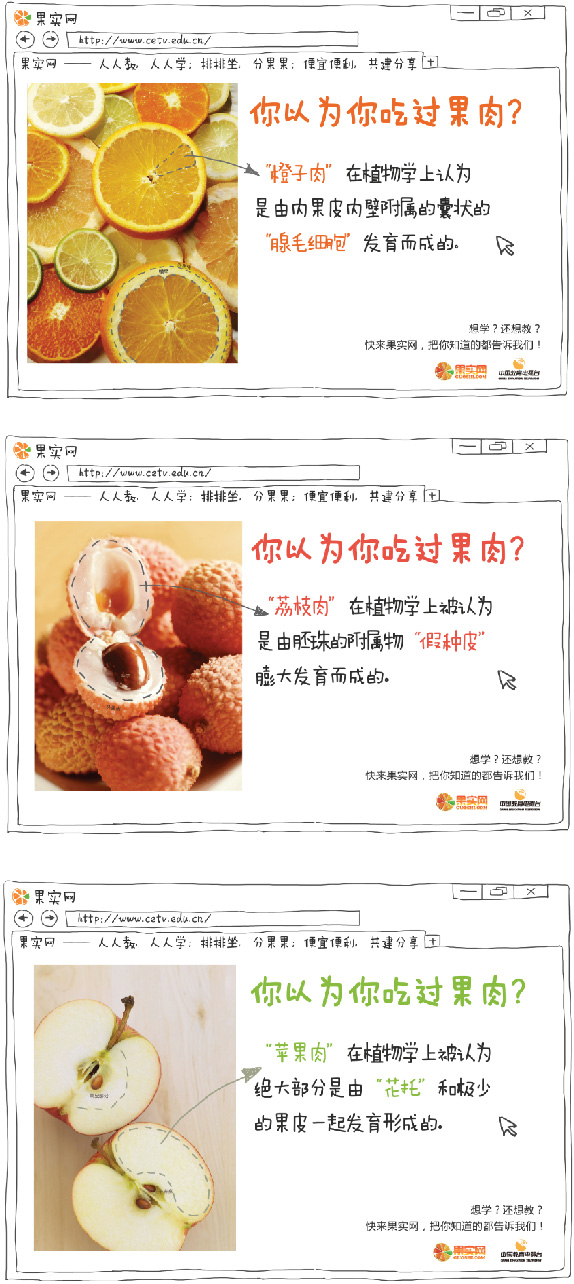 果实网
http://www.cetv.edu.cn/
果实网 —— 人人教，人人学；排排坐，分果果；便宜便利，共建分享
你以为你吃过果肉?
“橙子肉” 在植物学上认为
是由内果皮内壁附属的囊状的
“腺毛细胞” 发育而成的。
想学？还想教？
快来果实网，把你知道的都告诉我们！
果实网
GUOSHI.COM
中国教育电视台
果实网
http://www.cetv.edu.cn/
果实网 —— 人人教，人人学；排排坐，分果果；便宜便利，共建分享
你以为你吃过果肉?
“荔枝肉” 在植物学上被认为
是由胚珠的附属物 “假种皮”
膨大发育而成的。
想学？还想教？
快来果实网，把你知道的都告诉我们！
果实网
GUOSHI.COM
中国教育电视台
果实网
http://www.cetv.edu.cn/
果实网 —— 人人教，人人学；排排坐，分果果；便宜便利，共建分享
你以为你吃过果肉?
“苹果肉” 在植物学上被认为
绝大部分是由 “花托” 和极少
的果皮一起发育形成的。
想学？还想教？
快来果实网，把你知道的都告诉我们！
果实网
GUOSHI.COM
中国教育电视台